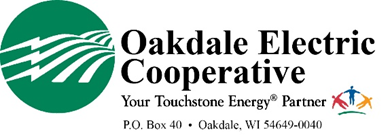 Oakdale Electric
Cooperative
Your Touchstone Energy® Partner
P.O. Box 40 • Oakdale, WI 54649-0040